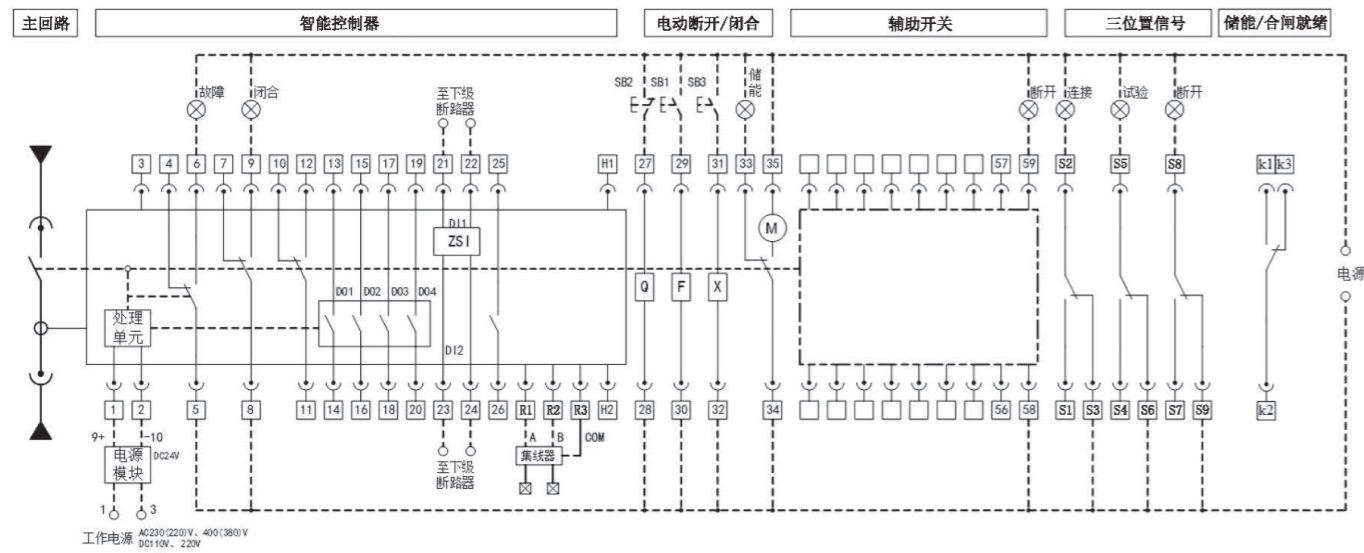 主回路 智能控制器 电动断开/闭合 辅助开关 三位置信号 储能/合闸就绪
SB2 SB1 SB3 储能
故障 闭合 至下级断路器 断开 连接 试验 断开
3 4 6 7 9 10 12 13 15 17 19 21 22 25 H1 27 29 31 33 35 57 59 S2 S5 S8 k1 k3
DI1
ZSI M
电源
DO1 DO2 DO3 DO4 Q F X
处理单元
DI2
1 2 5 8 11 14 16 18 20 23 24 26 R1 R2 R3 H2 28 30 32 34 56 58 S1 S3 S4 S6 S7 S9 k2
9+ -10 A B COM
电源模块 DC24V 至下级断路器 集线器
1 3
工作电源 AC230(220)V、400(380)V
DC110V、220V